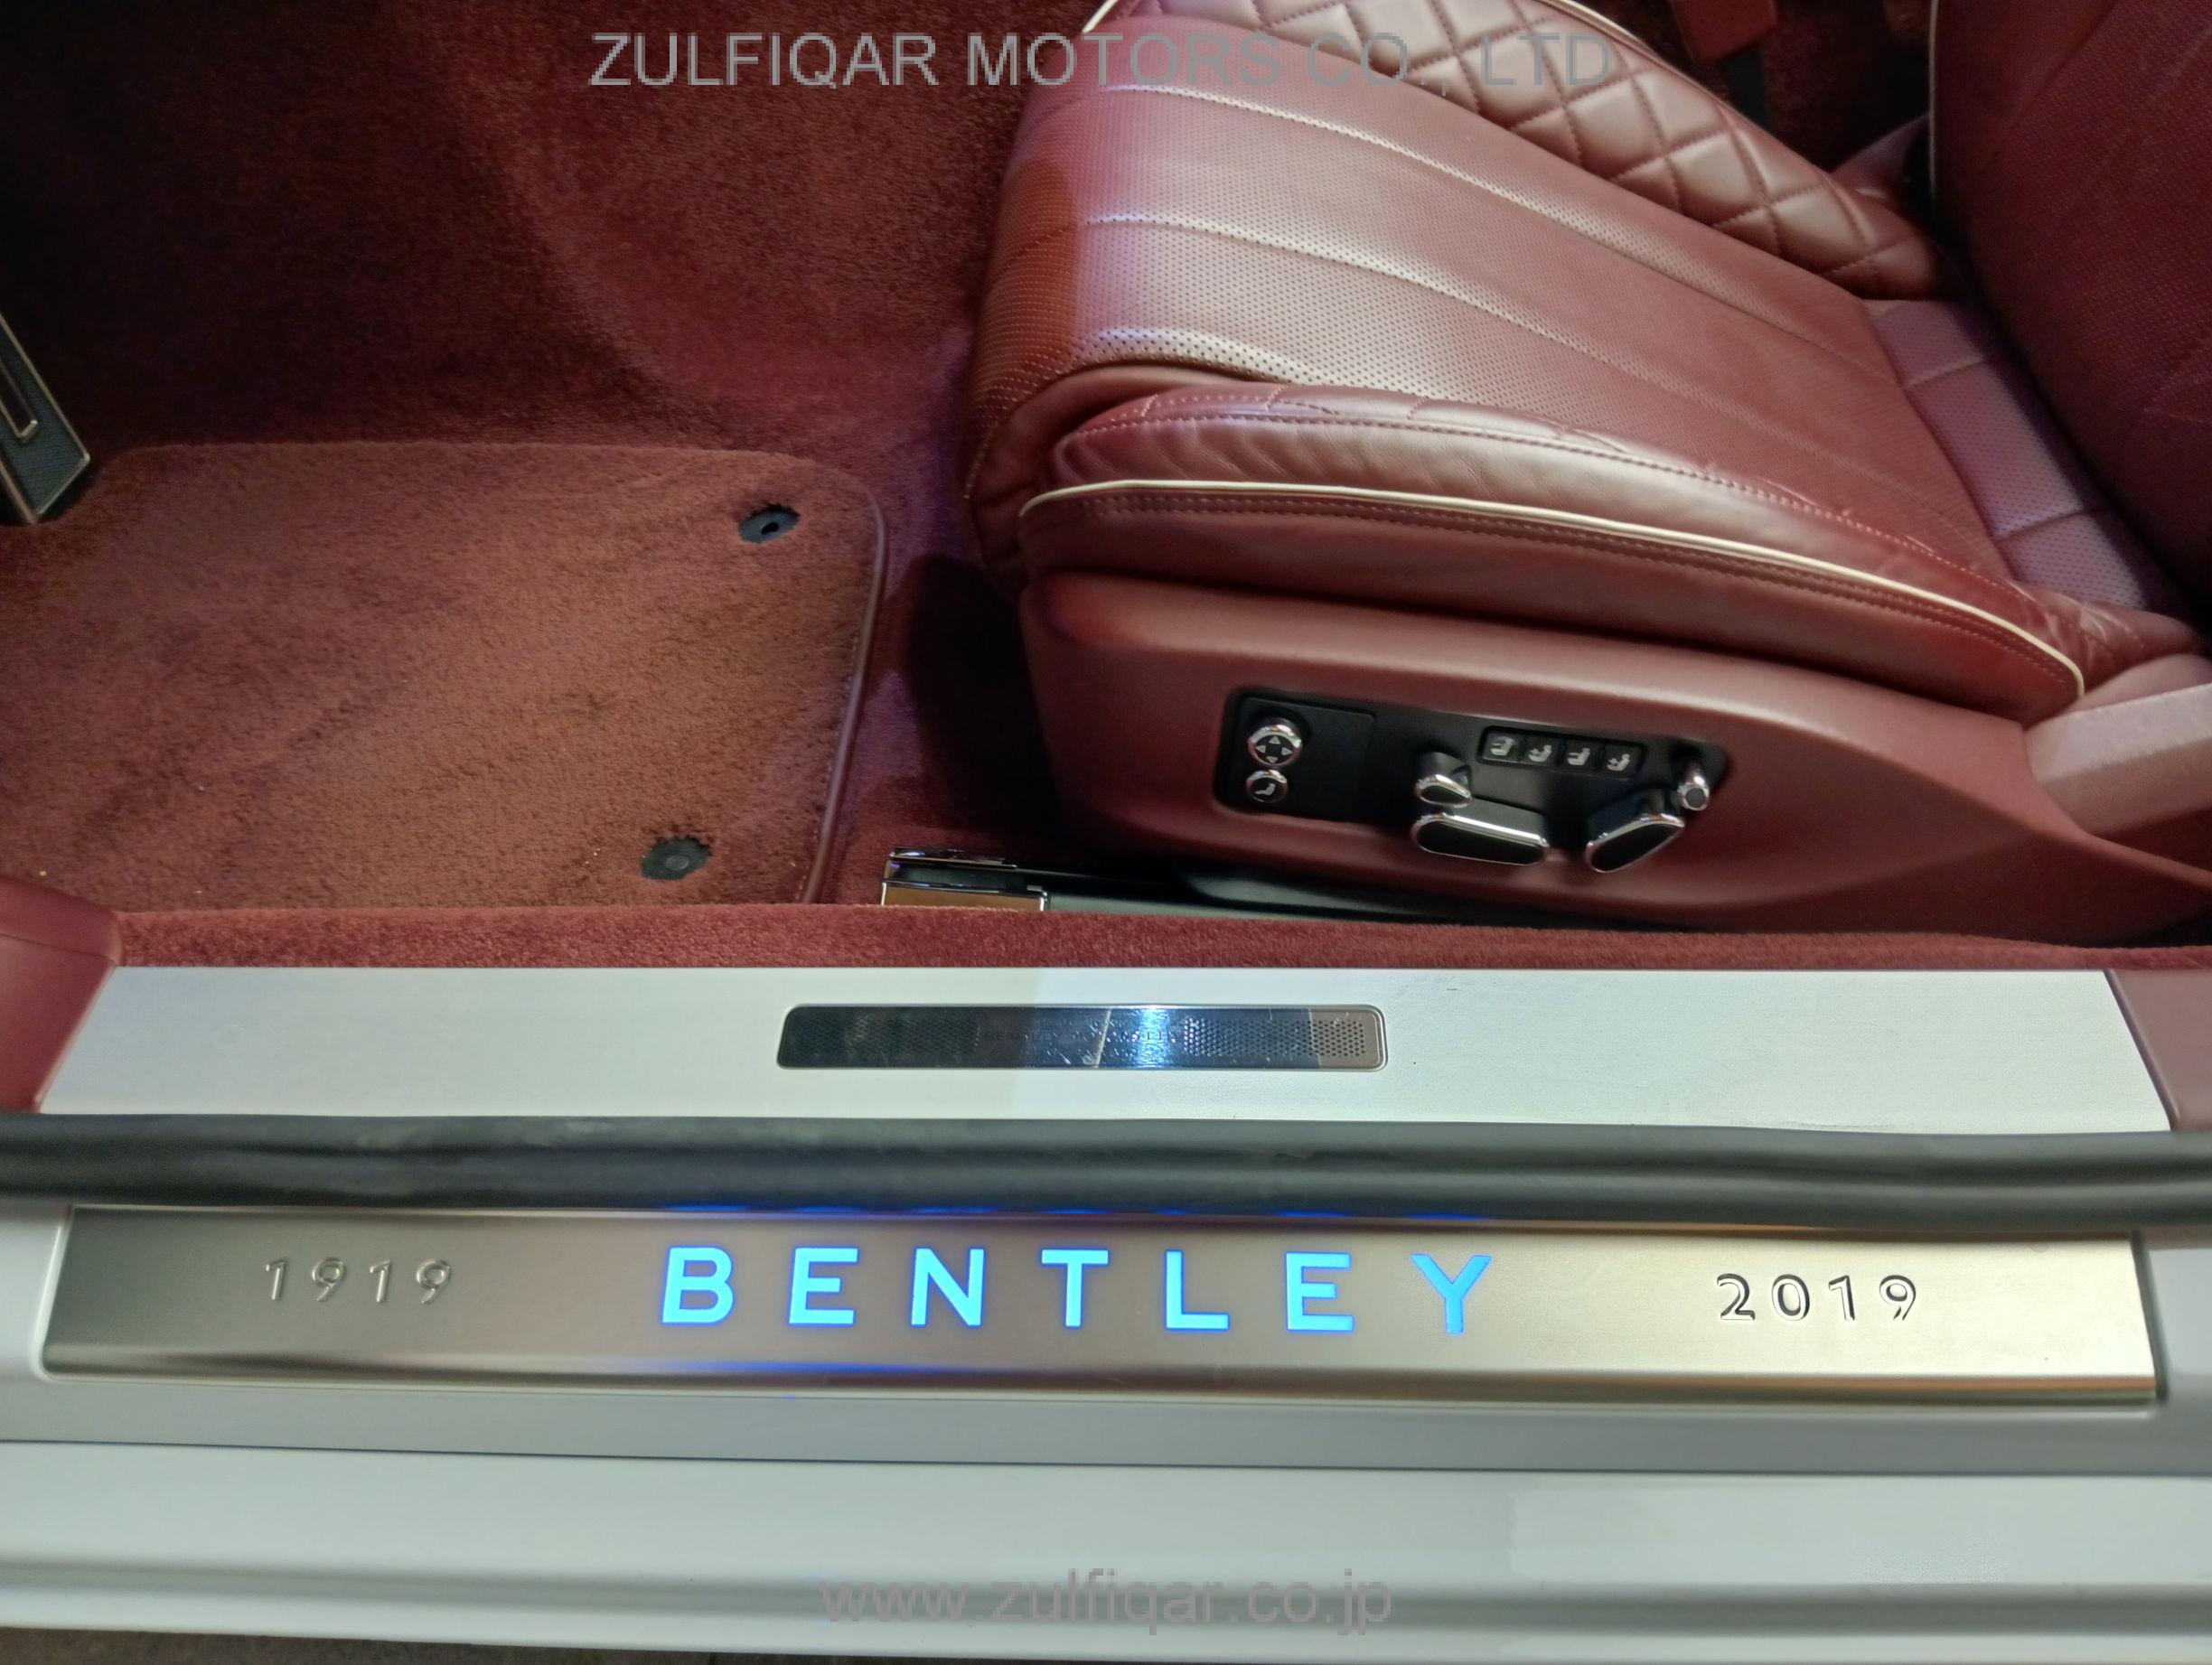 ZULFIQAR MOTORS CO., LTD
1919 BENTLEY 2019
www.zulfiqar.co.jp